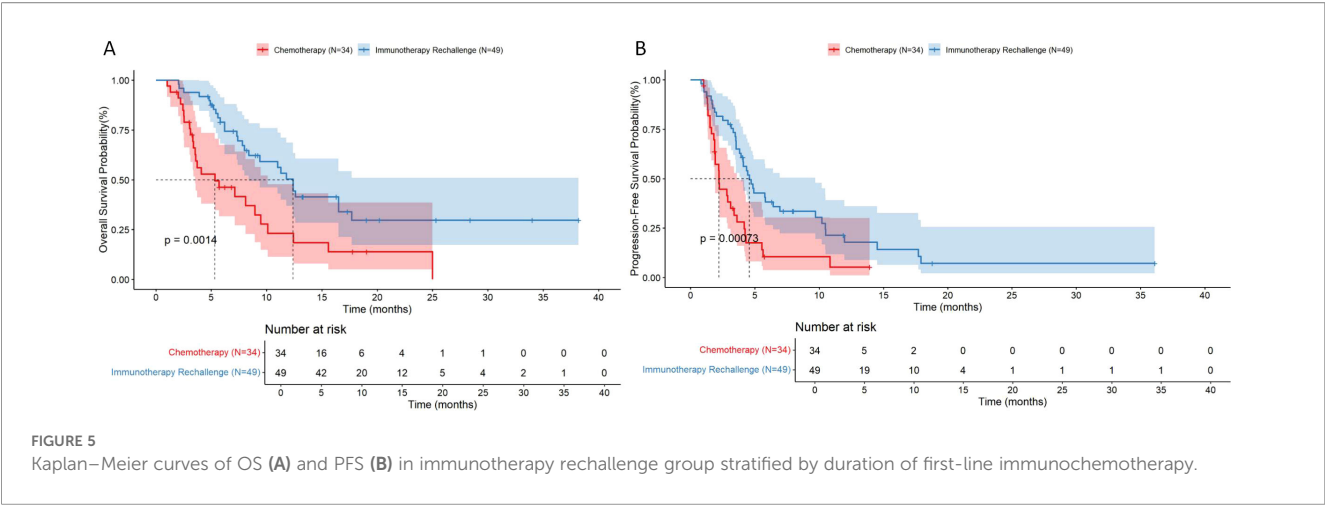 A
Chemotherapy (N=34) Immunotherapy Rechallenge (N=49)
Overall Survival Probability(%)
1.00
0.75
0.50
0.25
0.00
p = 0.0014
0 5 10 15 20 25 30 35 40
Time (months)
Number at risk
Chemotherapy (N=34) 34 16 6 4 1 1 0 0 0
Immunotherapy Rechallenge (N=49) 49 42 20 12 5 4 2 1 0
0 5 10 15 20 25 30 35 40
Time (months)
B
Chemotherapy (N=34) Immunotherapy Rechallenge (N=49)
Progression-Free Survival Probability(%)
1.00
0.75
0.50
0.25
0.00
p = 0.00073
0 5 10 15 20 25 30 35 40
Time (months)
Number at risk
Chemotherapy (N=34) 34 5 2 0 0 0 0 0 0
Immunotherapy Rechallenge (N=49) 49 19 10 4 1 1 1 1 0
0 5 10 15 20 25 30 35 40
Time (months)
FIGURE 5
Kaplan–Meier curves of OS (A) and PFS (B) in immunotherapy rechallenge group stratified by duration of first-line immunochemotherapy.